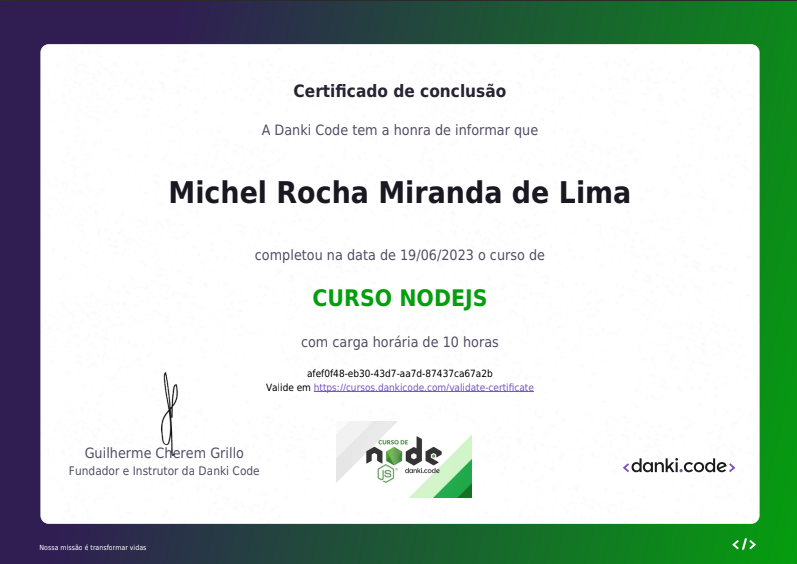 Certificado de conclusão
A Danki Code tem a honra de informar que
Michel Rocha Miranda de Lima
completou na data de 19/06/2023 o curso de
CURSO NODEJS
com carga horária de 10 horas
afef0f48-eb30-43d7-aa7d-87437ca67a2b
Valide em https://cursos.dankicode.com/validate-certificate
Guilherme Cherem Grillo
Fundador e Instrutor da Danki Code
CURSO DE
node
JS
danki.code
<danki.code>
Nossa missão é transformar vidas
</>